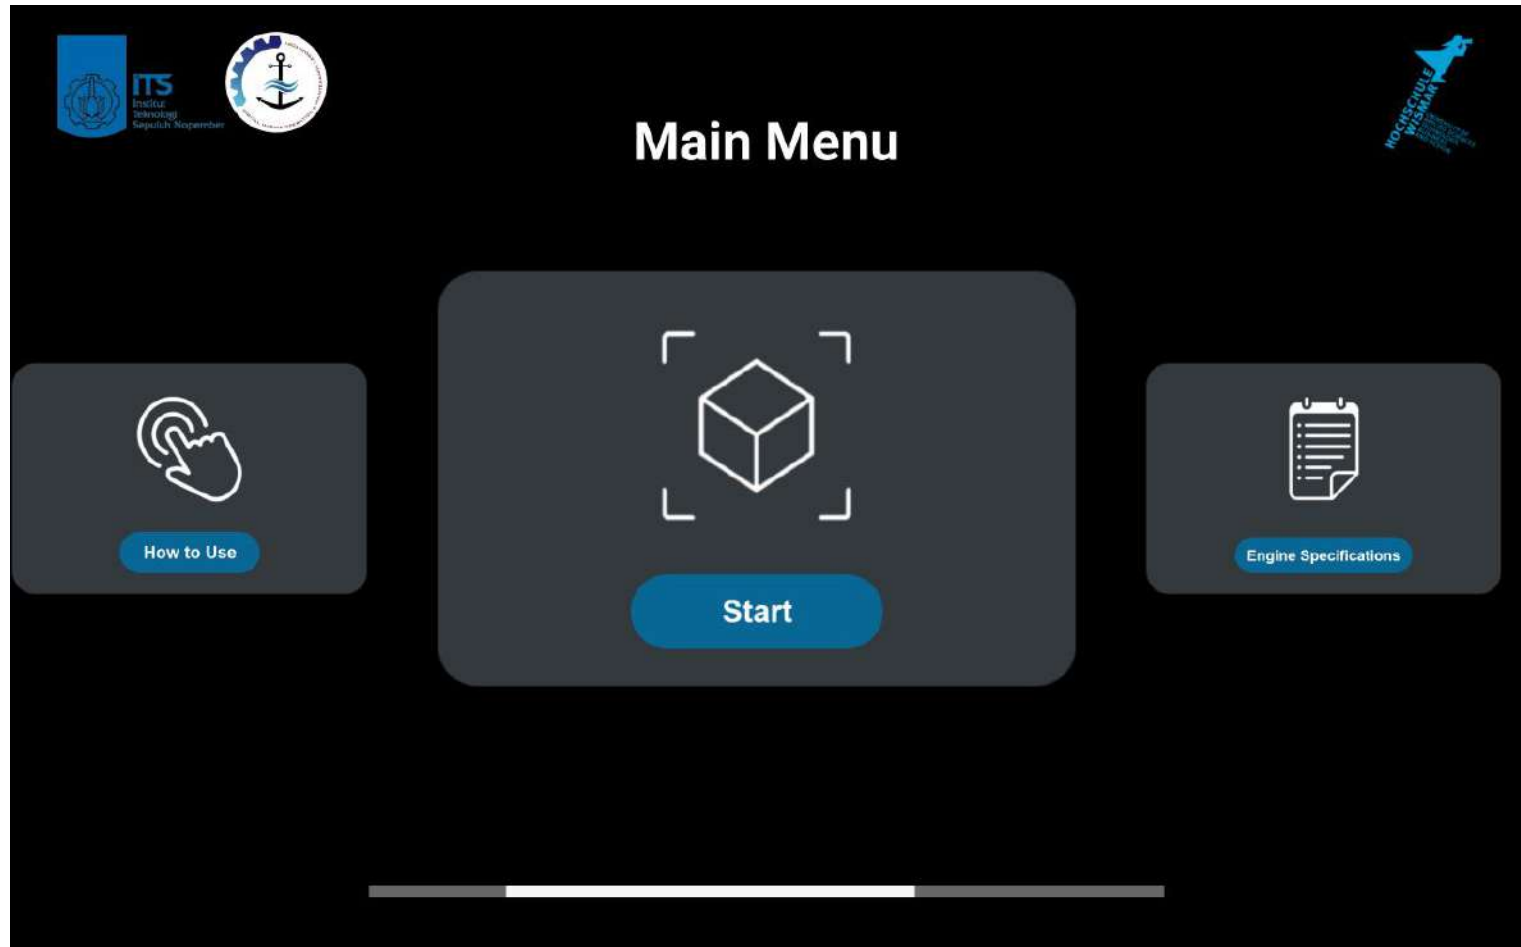 ITS
Institut
Teknologi
Sepuluh Nopember
HOCHSCHULE
WISMAR
Main Menu
How to Use
Start
Engine Specifications